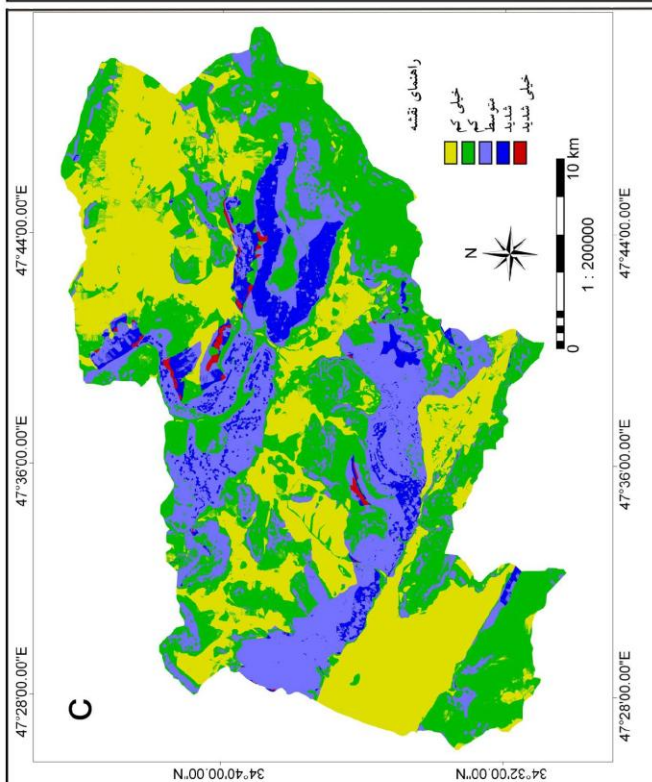 C
47°28'00.00"E
47°36'00.00"E
47°44'00.00"E
34°40'00.00"N
34°32'00.00"N
47°28'00.00"E
47°36'00.00"E
47°44'00.00"E
راهنمای نقشه
خیلی کم
کم
متوسط
شدید
خیلی شدید
N
1 : 200000
0
10 km